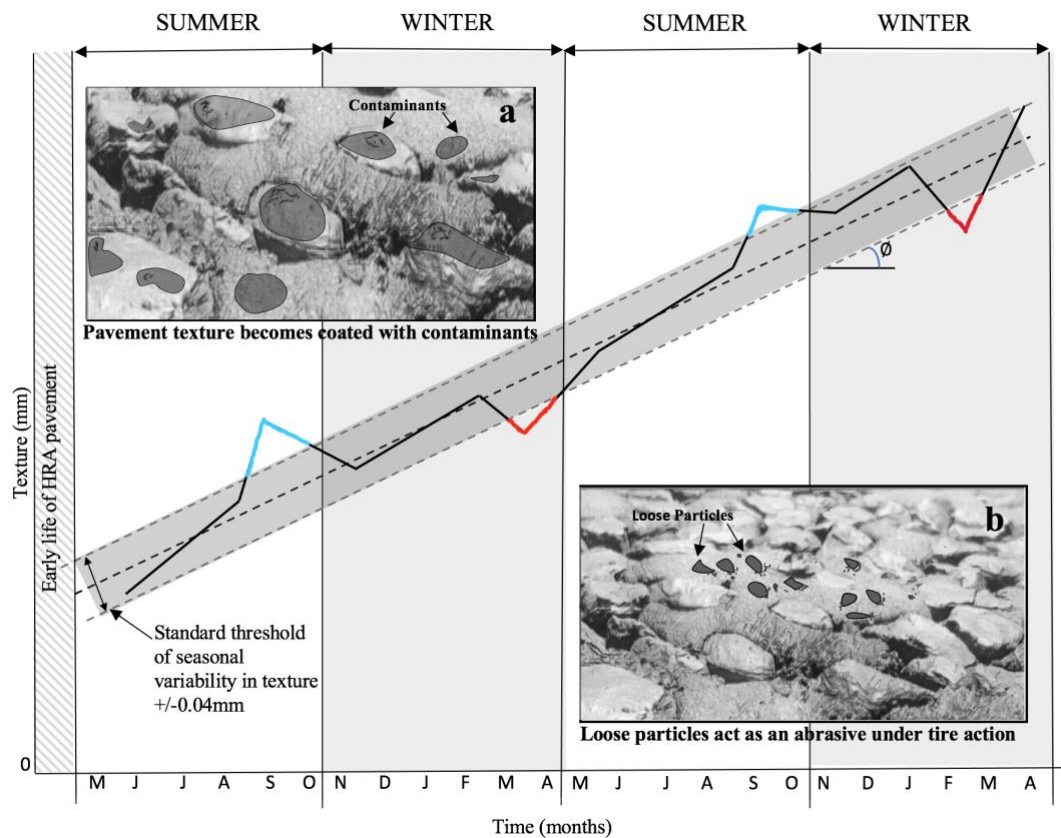 SUMMER WINTER SUMMER WINTER
Contaminants
a
Pavement texture becomes coated with contaminants
ø
Texture (mm)
Early life of HRA pavement
Standard threshold
of seasonal
variability in texture
+/-0.04mm
Loose Particles
b
Loose particles act as an abrasive under tire action
0
M J J A S O N D J F M A M J J A S O N D J F M A
Time (months)